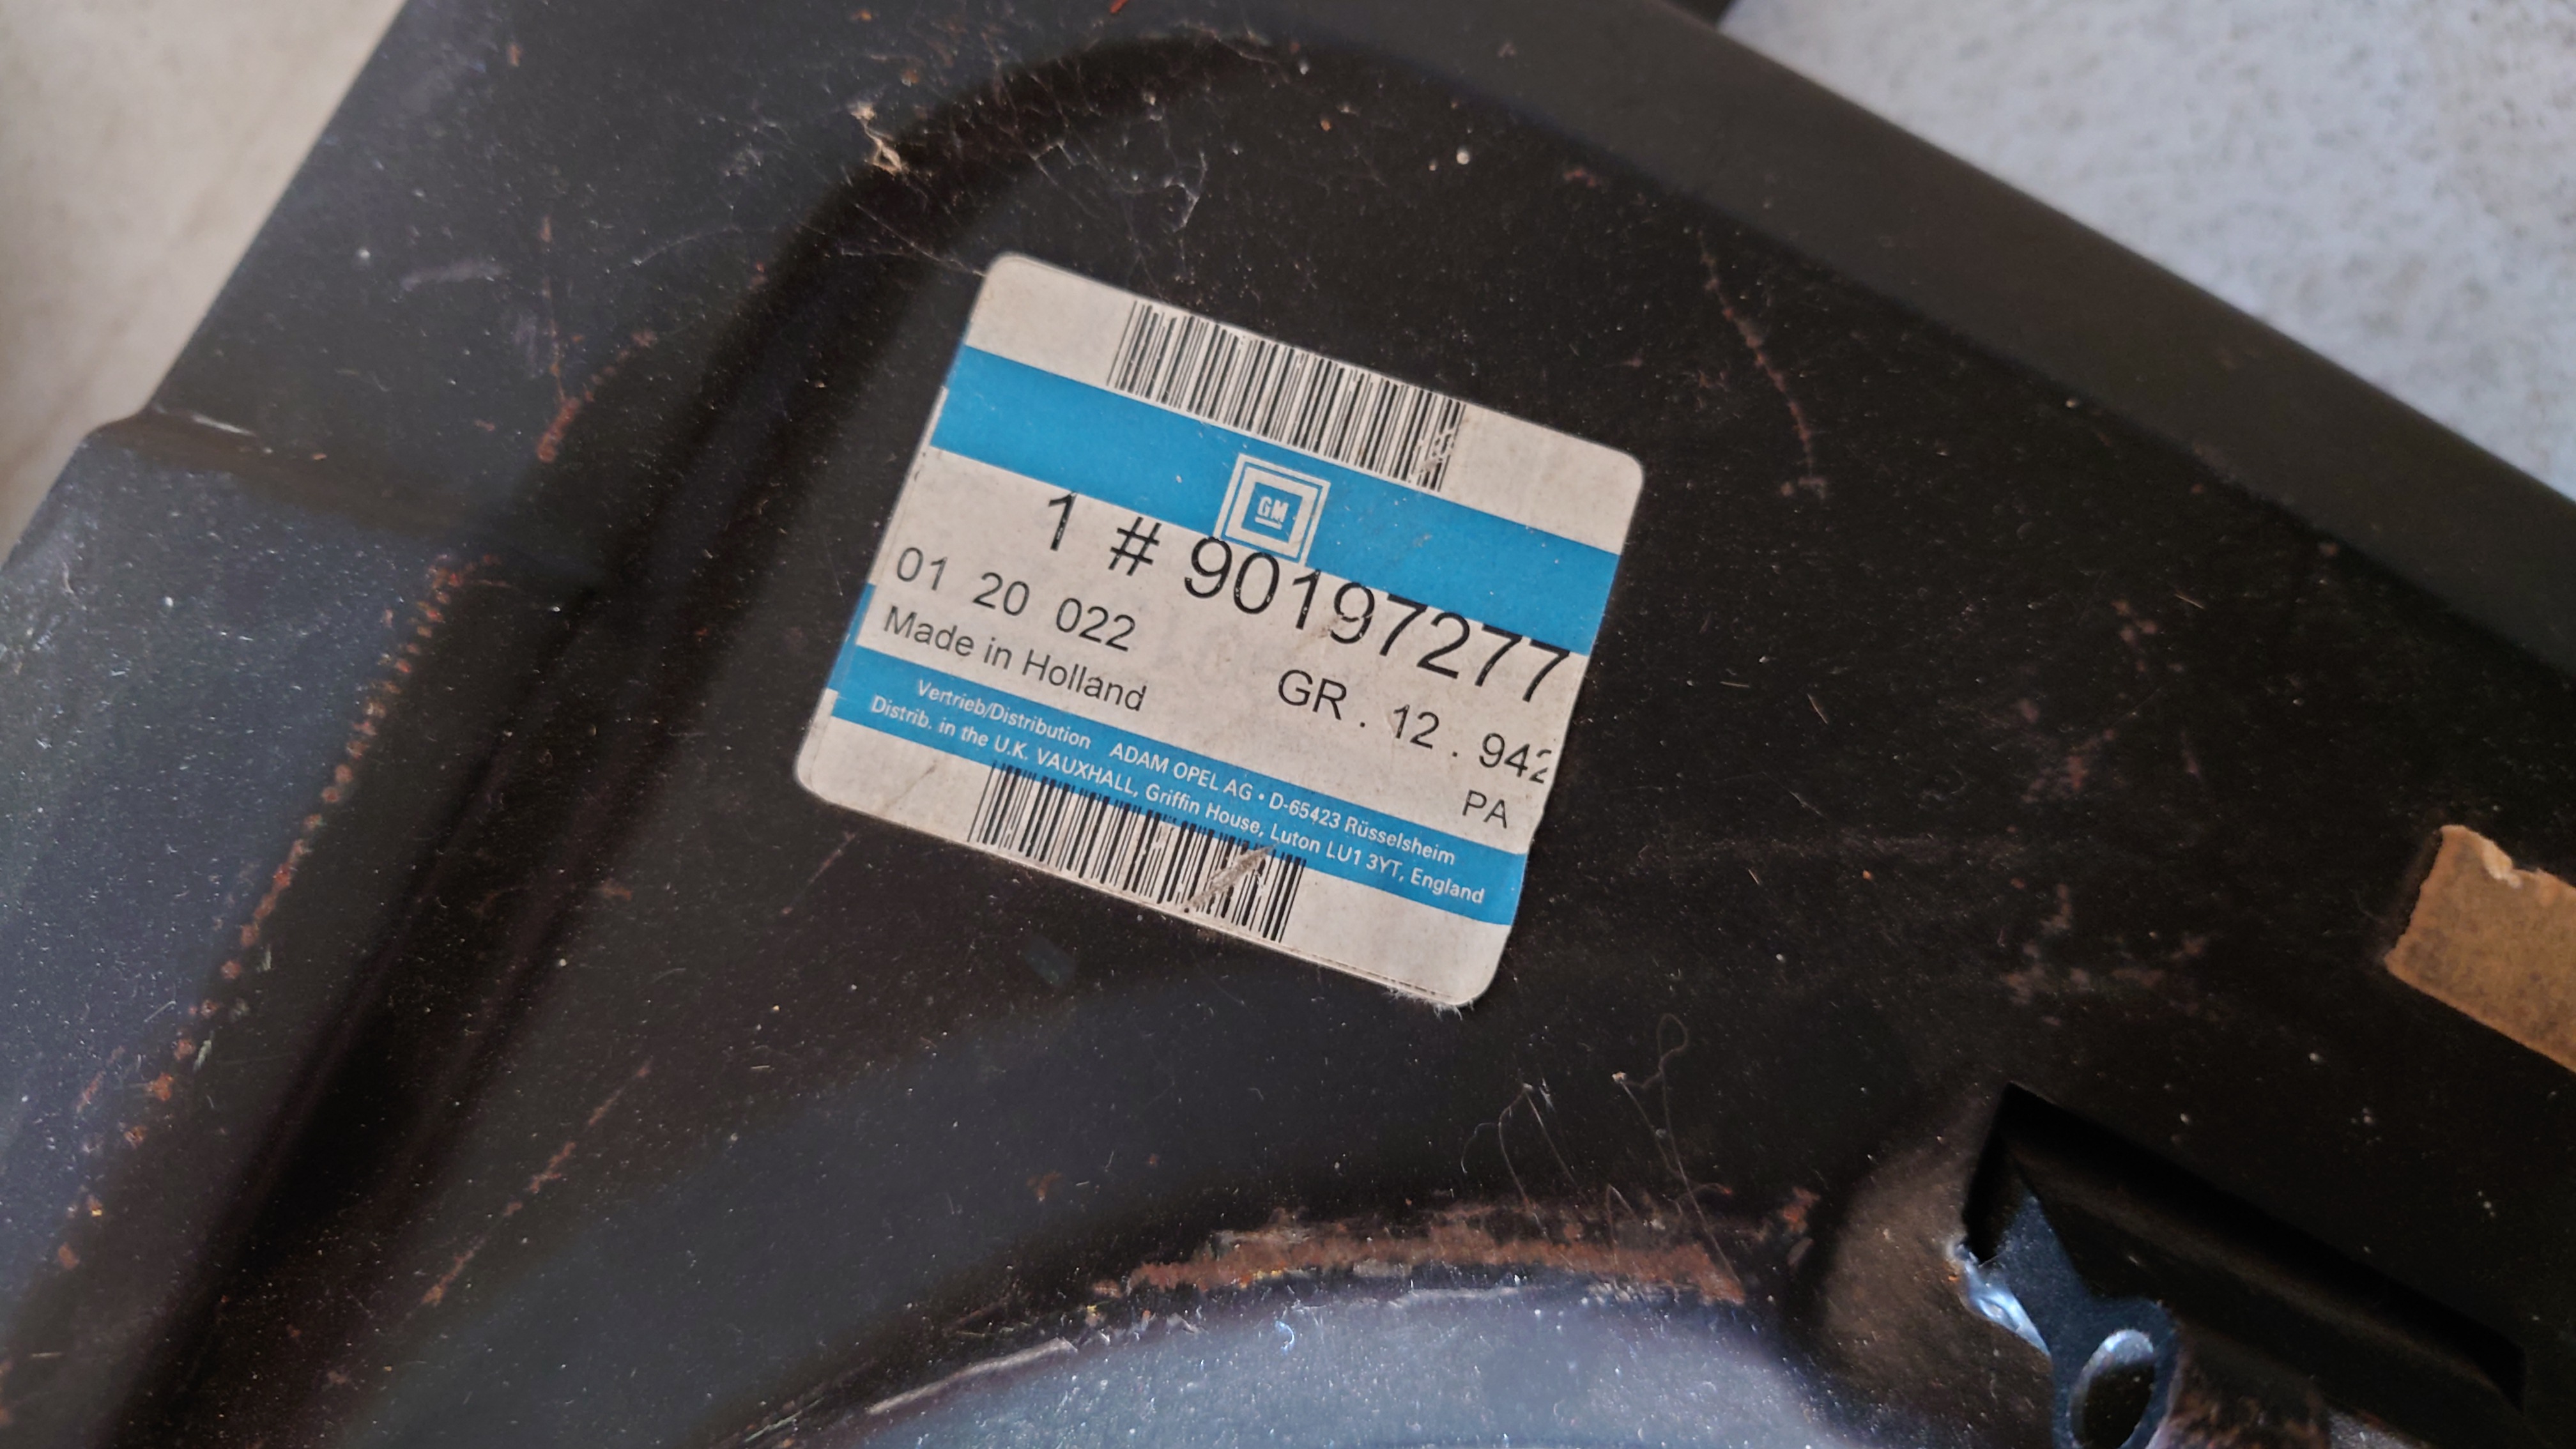 GM
1 # 90197277
01 20 022
GR . 12 . 942
Made in Holland
PA
Vertrieb/Distribution ADAM OPEL AG • D-65423 Rüsselsheim
Distrib. in the U.K. VAUXHALL, Griffin House, Luton LU1 3YT, England